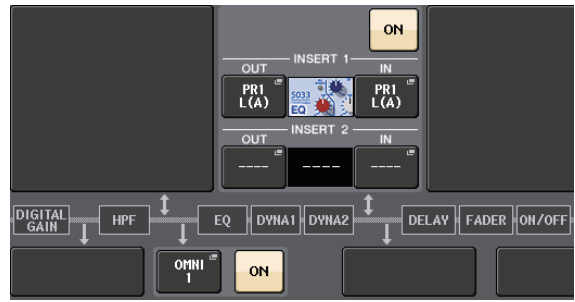 ON
INSERT 1
OUT
IN
PR1
L(A)
5033
EQ
PR1
L(A)
INSERT 2
OUT
IN
----
----
----
DIGITAL
GAIN
HPF
EQ
DYNA1
DYNA2
DELAY
FADER
ON/OFF
OMNI
1
ON